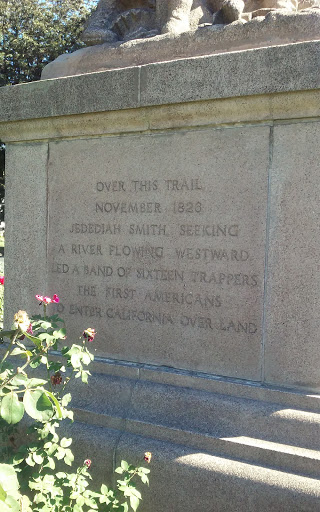 OVER THIS TRAIL
NOVEMBER 1826
JEDEDIAH SMITH, SEEKING
A RIVER FLOWING WESTWARD
LED A BAND OF SIXTEEN TRAPPERS
THE FIRST AMERICANS
TO ENTER CALIFORNIA OVER LAND